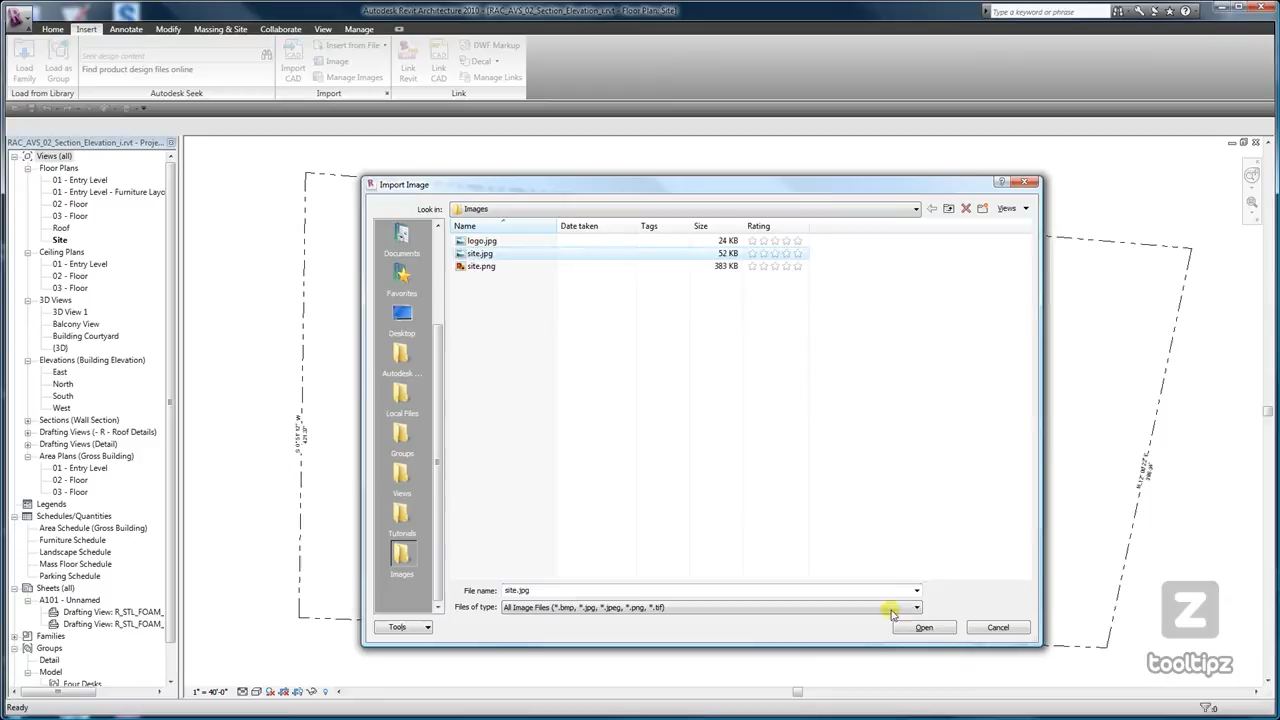 Autodesk Revit Architecture 2010 - RAC_AVS_02_Section_Elevation_i.rvt - Floor Plan: Site
Type a keyword or phrase
Home Insert Annotate Modify Massing & Site Collaborate View Manage
Load Family
Load as Group
Seek design content
Find product design files online
Import CAD
Insert from File
Image
Manage Images
Link Revit
Link CAD
DWF Markup
Decal
Manage Links
Load from Library Autodesk Seek Import Link
RAC_AVS_02_Section_Elevation_i.rvt - Proje...
Views (all)
Floor Plans
01 - Entry Level
01 - Entry Level - Furniture Layo
02 - Floor
03 - Floor
Roof
Site
Ceiling Plans
01 - Entry Level
02 - Floor
03 - Floor
3D Views
3D View 1
Balcony View
Building Courtyard
{3D}
Elevations (Building Elevation)
East
North
South
West
Sections (Wall Section)
Drafting Views (- R - Roof Details)
Drafting Views (Detail)
Area Plans (Gross Building)
01 - Entry Level
02 - Floor
03 - Floor
Legends
Schedules/Quantities
Area Schedule (Gross Building)
Furniture Schedule
Landscape Schedule
Mass Floor Schedule
Parking Schedule
Sheets (all)
A101 - Unnamed
Drafting View: R_STL_FOAM_
Drafting View: R_STL_FOAM_
Families
Groups
Detail
Model
Four Desks
Import Image
Look in: Images Views
Documents
Favorites
Desktop
Autodesk ...
Local Files
Groups
Views
Tutorials
Images
Name Date taken Tags Size Rating
logo.jpg 24 KB
site.jpg 52 KB
site.png 383 KB
File name: site.jpg
Files of type: All Image Files (*.bmp, *.jpg, *.jpeg, *.png, *.tif)
Tools Open Cancel
Z
tooltipz
1" = 40'-0"
Ready
:0